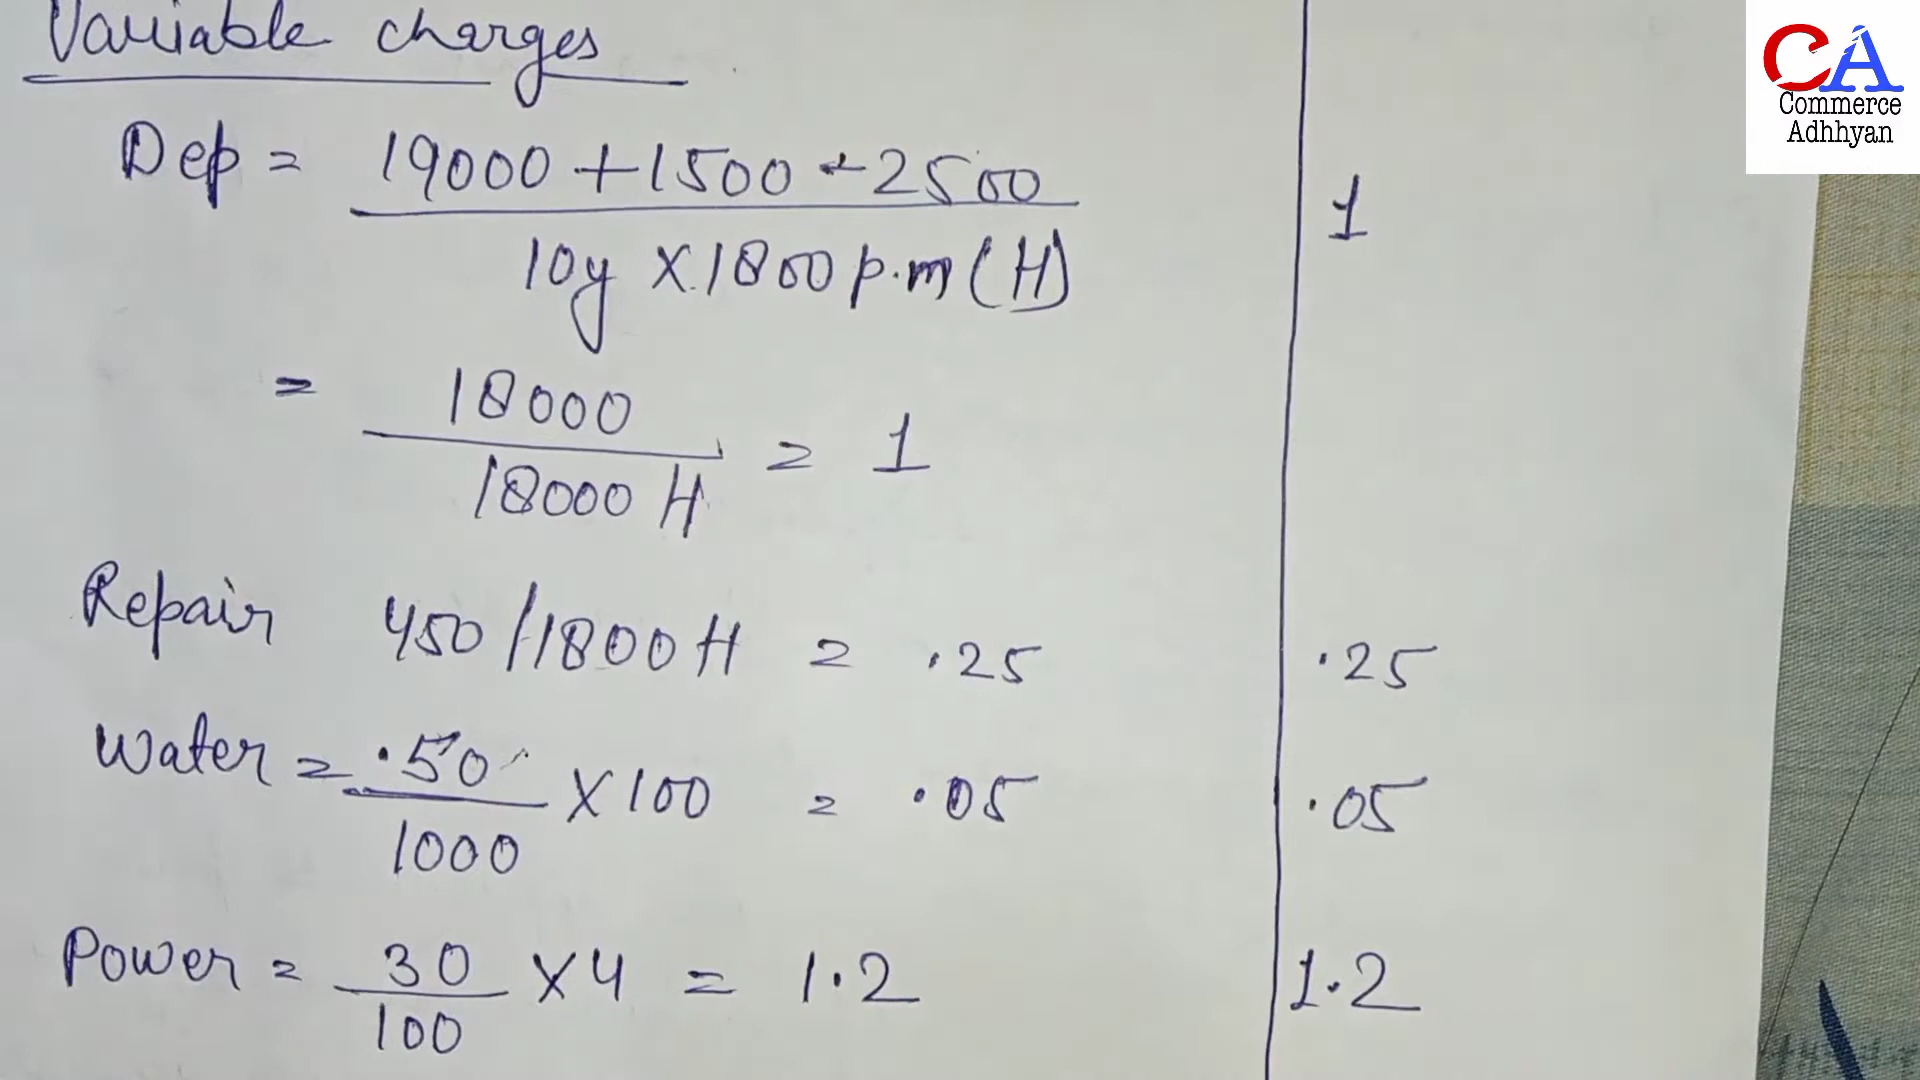 Variable charges
CA
Commerce
Adhhyan
Dep = 19000 + 1500 - 2500
10y X 1800 p.m (H)
1
= 18000
18000 H
= 1
Repair 450/1800H = .25 .25
Water = .50 X 100 = .05 .05
1000
Power = 30 X 4 = 1.2 1.2
100